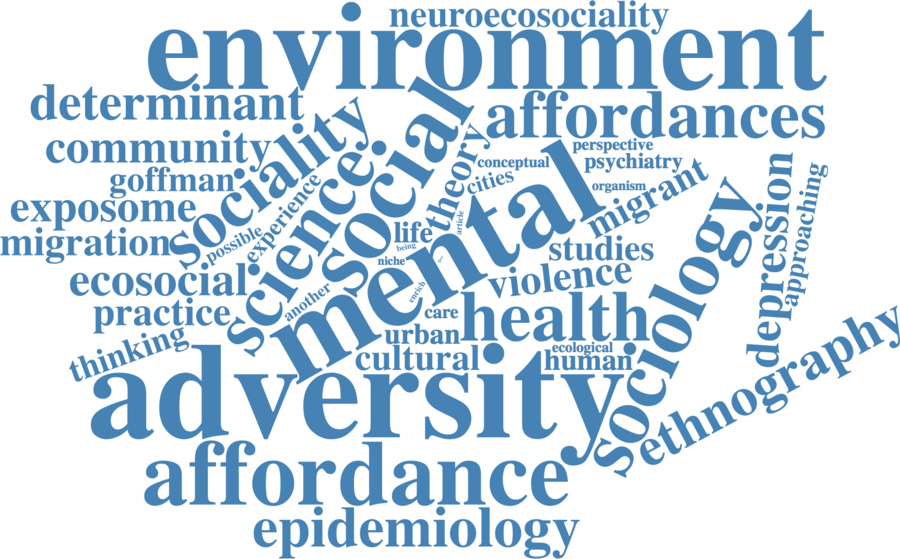 neuroecosociality
environment
determinant
affordances
community
sociality
social
theory
perspective
conceptual
psychiatry
goffman
cities
organism
experience
science
mental
migrant
depression
approaching
exposome
possible
life
article
being
migration
niche
studies
sociology
ecosocial
another
enrich
violence
practice
care
health
urban
thinking
cultural
ecological
human
adversity
ethnography
affordance
epidemiology